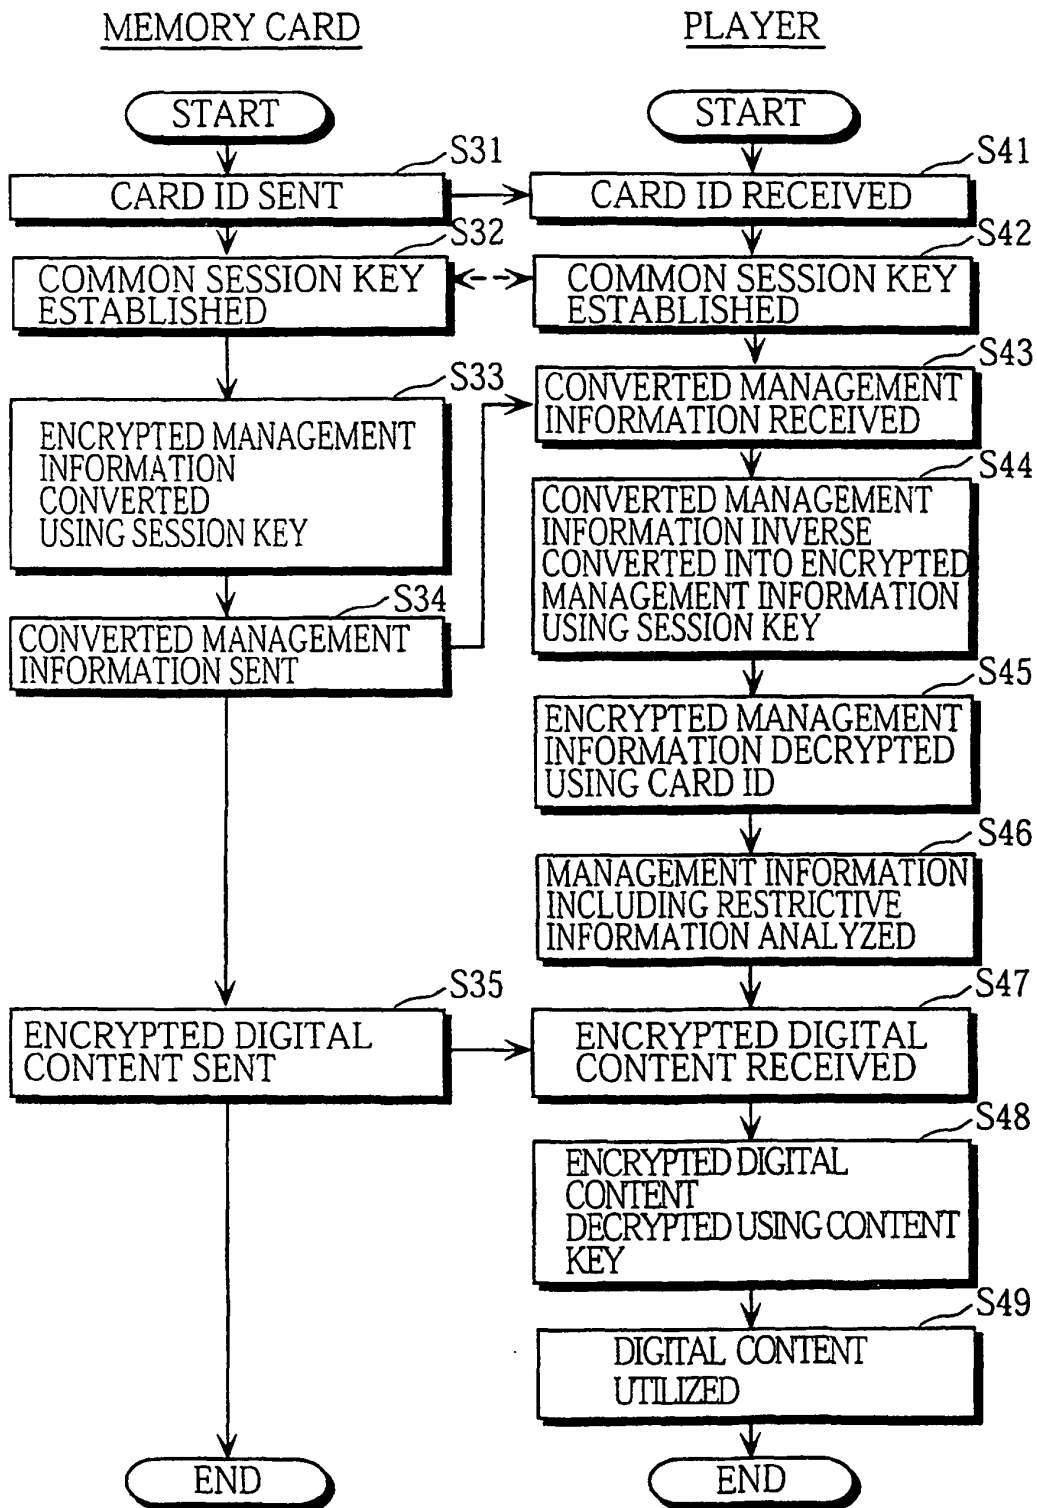 MEMORY CARD
PLAYER
START
START
S31
CARD ID SENT
S41
CARD ID RECEIVED
S32
COMMON SESSION KEY
ESTABLISHED
S42
COMMON SESSION KEY
ESTABLISHED
S33
ENCRYPTED MANAGEMENT
INFORMATION
CONVERTED
USING SESSION KEY
S43
CONVERTED MANAGEMENT
INFORMATION RECEIVED
S34
CONVERTED MANAGEMENT
INFORMATION SENT
S44
CONVERTED MANAGEMENT
INFORMATION INVERSE
CONVERTED INTO ENCRYPTED
MANAGEMENT INFORMATION
USING SESSION KEY
S45
ENCRYPTED MANAGEMENT
INFORMATION DECRYPTED
USING CARD ID
S46
MANAGEMENT INFORMATION
INCLUDING RESTRICTIVE
INFORMATION ANALYZED
S35
ENCRYPTED DIGITAL
CONTENT SENT
S47
ENCRYPTED DIGITAL
CONTENT RECEIVED
S48
ENCRYPTED DIGITAL
CONTENT
DECRYPTED USING CONTENT
KEY
S49
DIGITAL CONTENT
UTILIZED
END
END